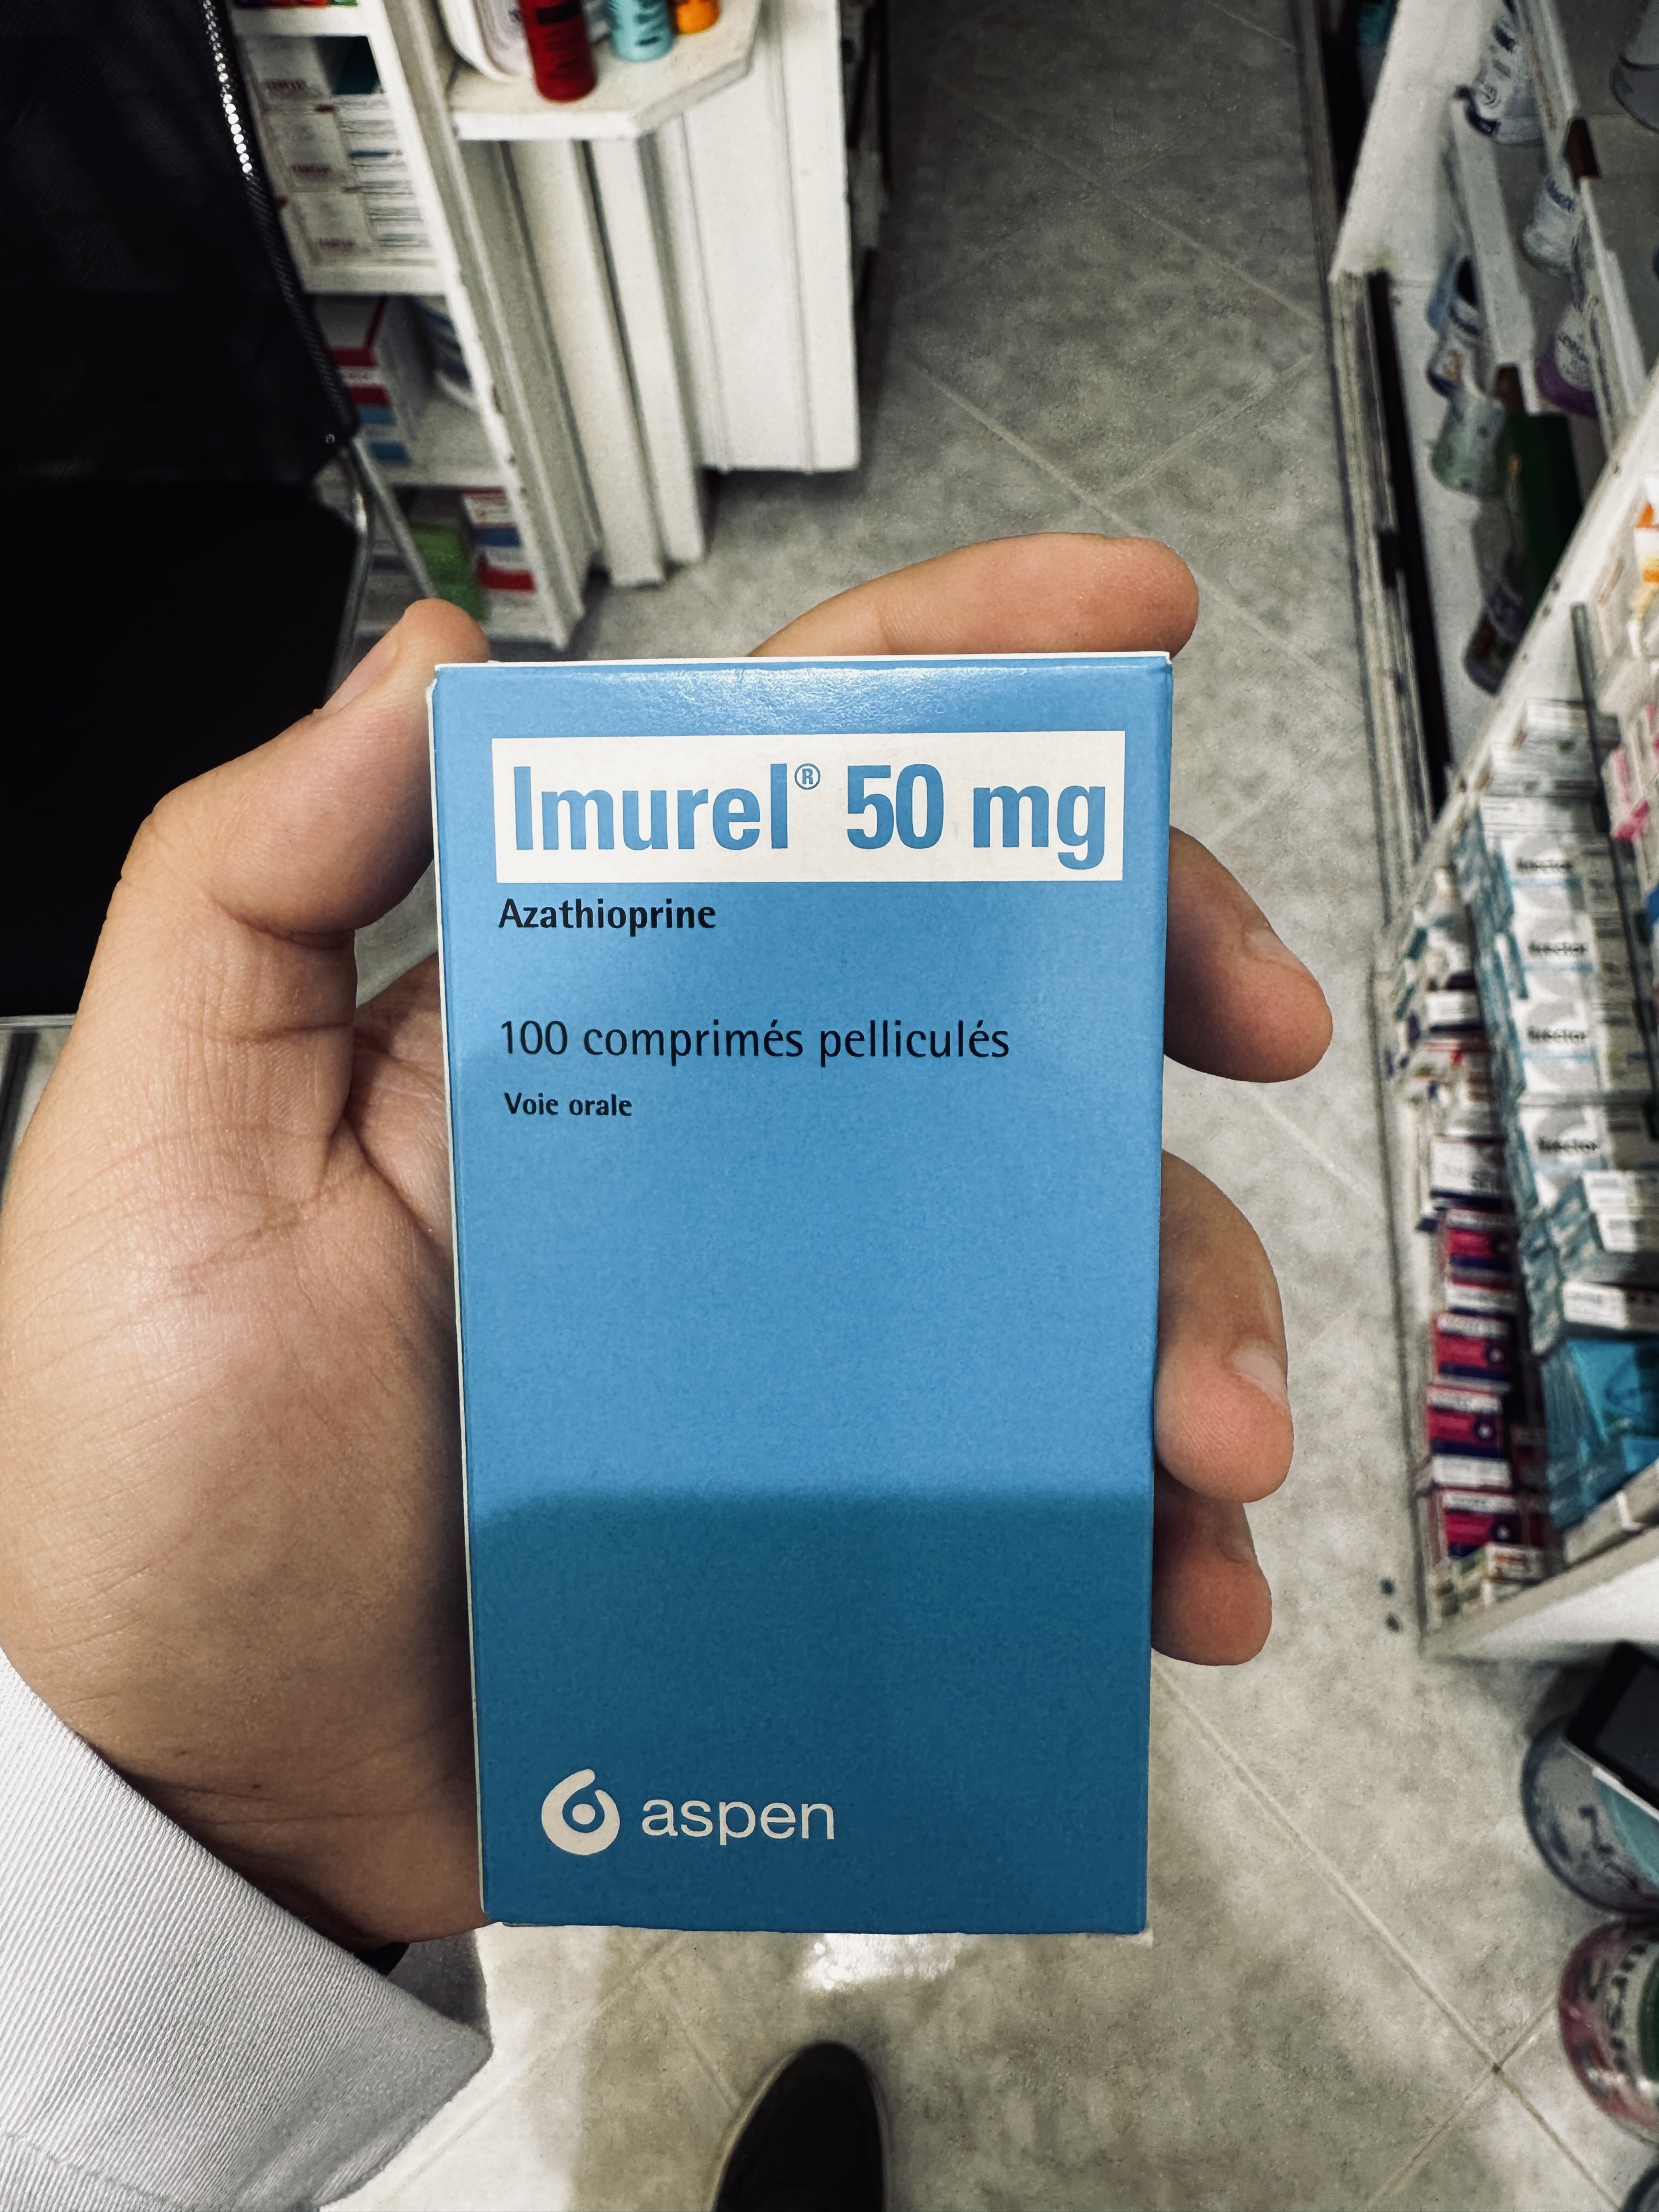 Imurel® 50 mg
Azathioprine
100 comprimés pelliculés
Voie orale
aspen